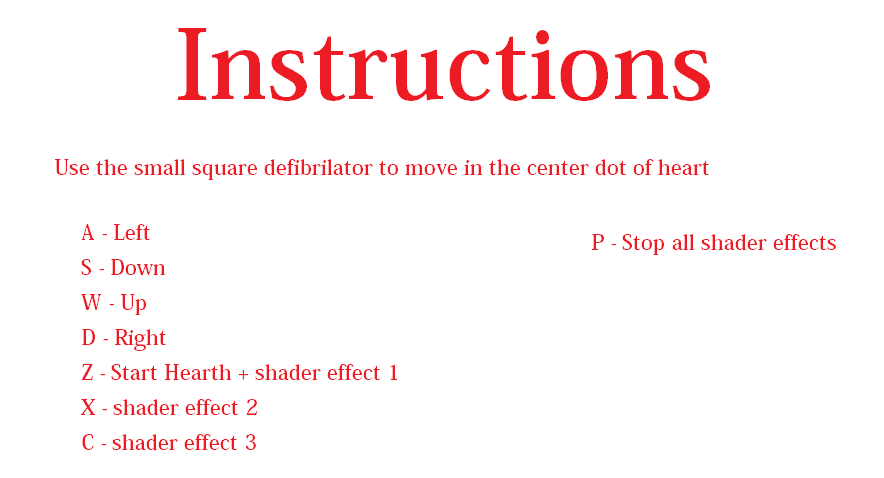 Instructions
Use the small square defibrilator to move in the center dot of heart
A - Left
S - Down
W - Up
D - Right
Z - Start Hearth + shader effect 1
X - shader effect 2
C - shader effect 3
P - Stop all shader effects